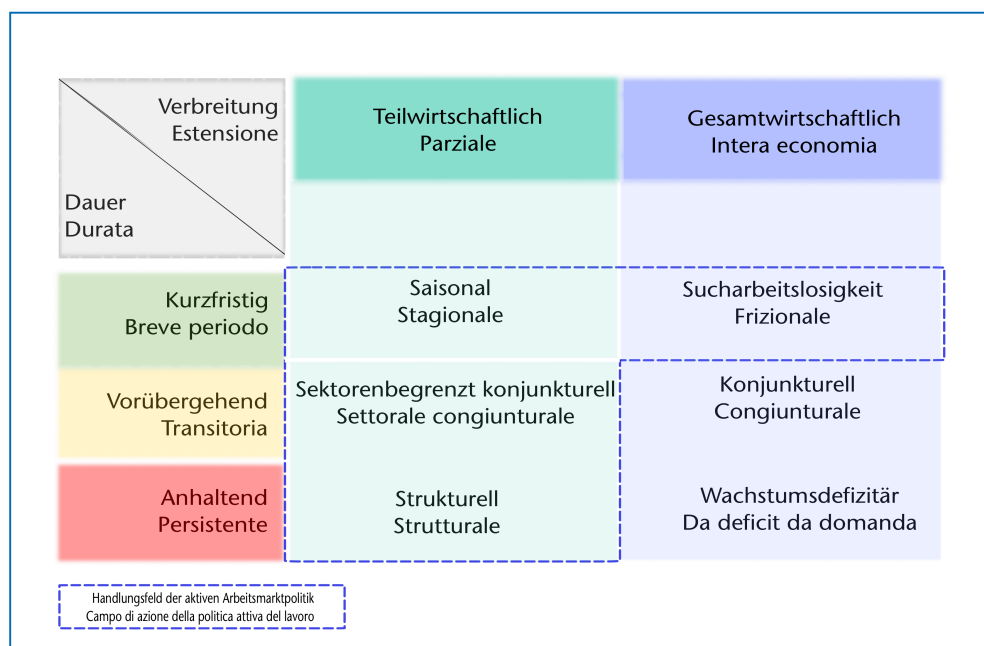 Verbreitung
Estensione
Dauer
Durata
Teilwirtschaftlich
Parziale
Gesamtwirtschaftlich
Intera economia
Kurzfristig
Breve periodo
Saisonal
Stagionale
Sucharbeitslosigkeit
Frizionale
Vorübergehend
Transitoria
Sektorenbegrenzt konjunkturell
Settorale congiunturale
Konjunkturell
Congiunturale
Anhaltend
Persistente
Strukturell
Strutturale
Wachstumsdefizitär
Da deficit da domanda
Handlungsfeld der aktiven Arbeitsmarktpolitik
Campo di azione della politica attiva del lavoro